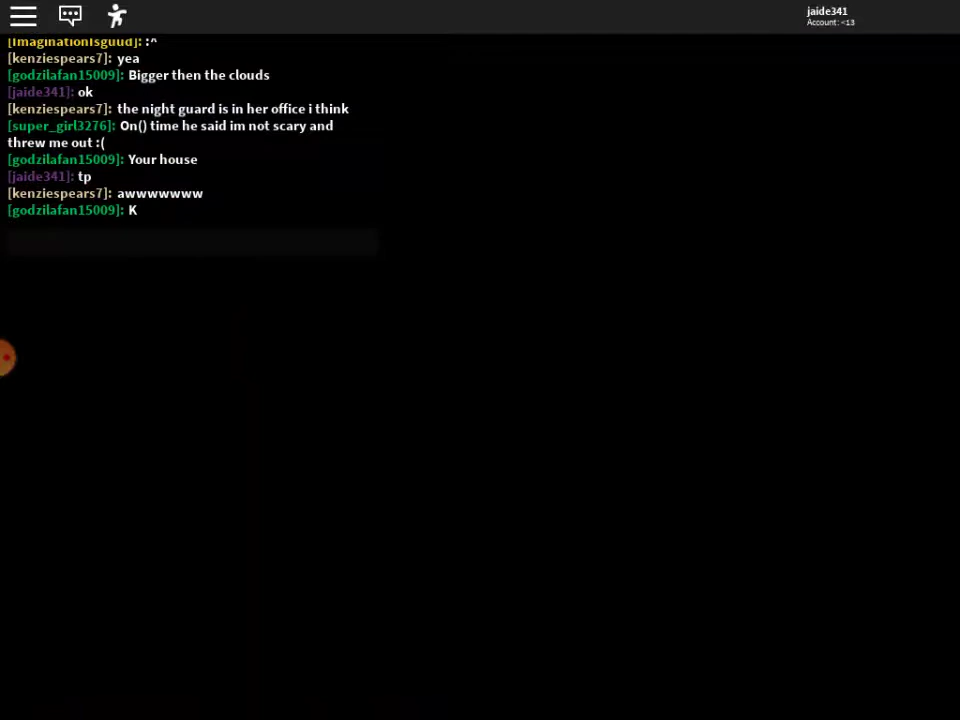 jaide341
Account: <13
[ImaginationIsguud]: :^
[kenziespears7]: yea
[godzilafan15009]: Bigger then the clouds
[jaide341]: ok
[kenziespears7]: the night guard is in her office i think
[super_girl3276]: On() time he said im not scary and
threw me out :(
[godzilafan15009]: Your house
[jaide341]: tp
[kenziespears7]: awwwwwww
[godzilafan15009]: K